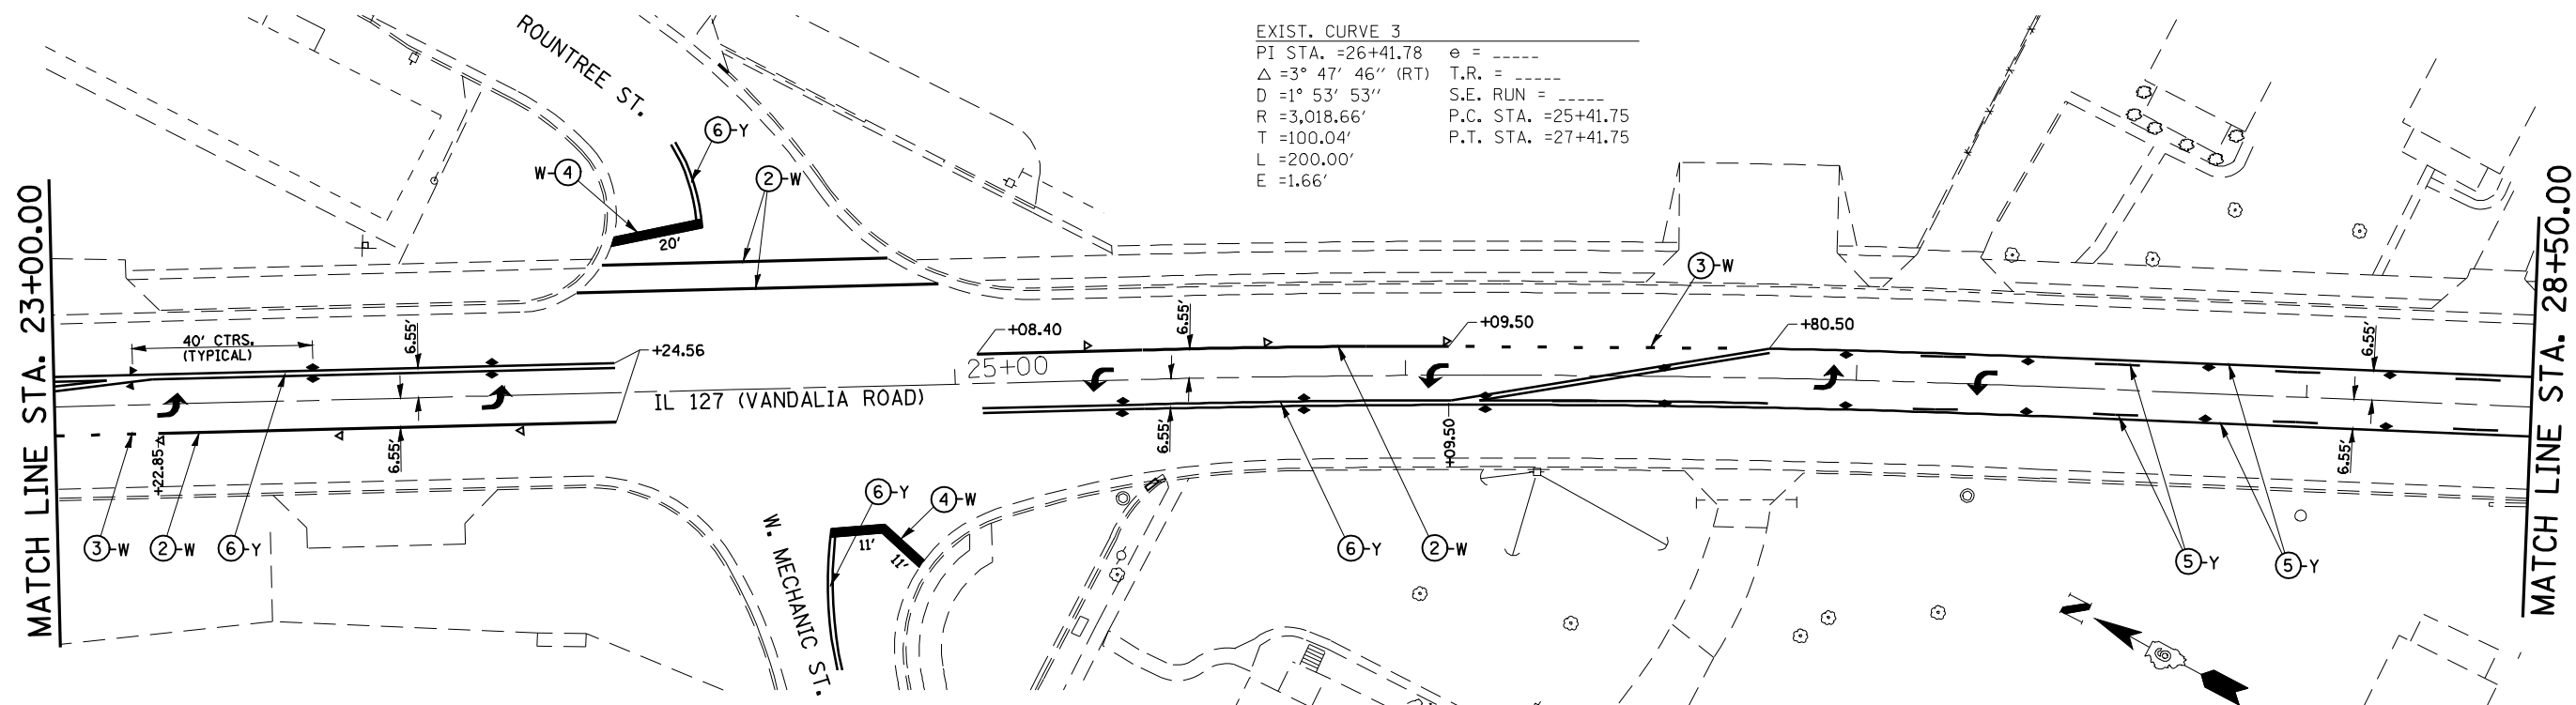 ROUNTREE ST.
EXIST. CURVE 3
PI STA. =26+41.78 e = _____
△ =3° 47' 46'' (RT) T.R. = _____
D =1° 53' 53'' S.E. RUN = _____
R =3,018.66' P.C. STA. =25+41.75
T =100.04' P.T. STA. =27+41.75
L =200.00'
E =1.66'
6-Y
W-4
2-W
20'
3-W
MATCH LINE STA. 23+00.00
MATCH LINE STA. 28+50.00
40' CTRS.
(TYPICAL)
6.55'
+24.56
+08.40
6.55'
+09.50
+80.50
6.55'
25+00
IL 127 (VANDALIA ROAD)
+22.85
6.55'
6.55'
+09.50
6.55'
3-W
2-W
6-Y
W. MECHANIC ST.
6-Y
4-W
11'
11'
6-Y
2-W
5-Y
5-Y
N
6